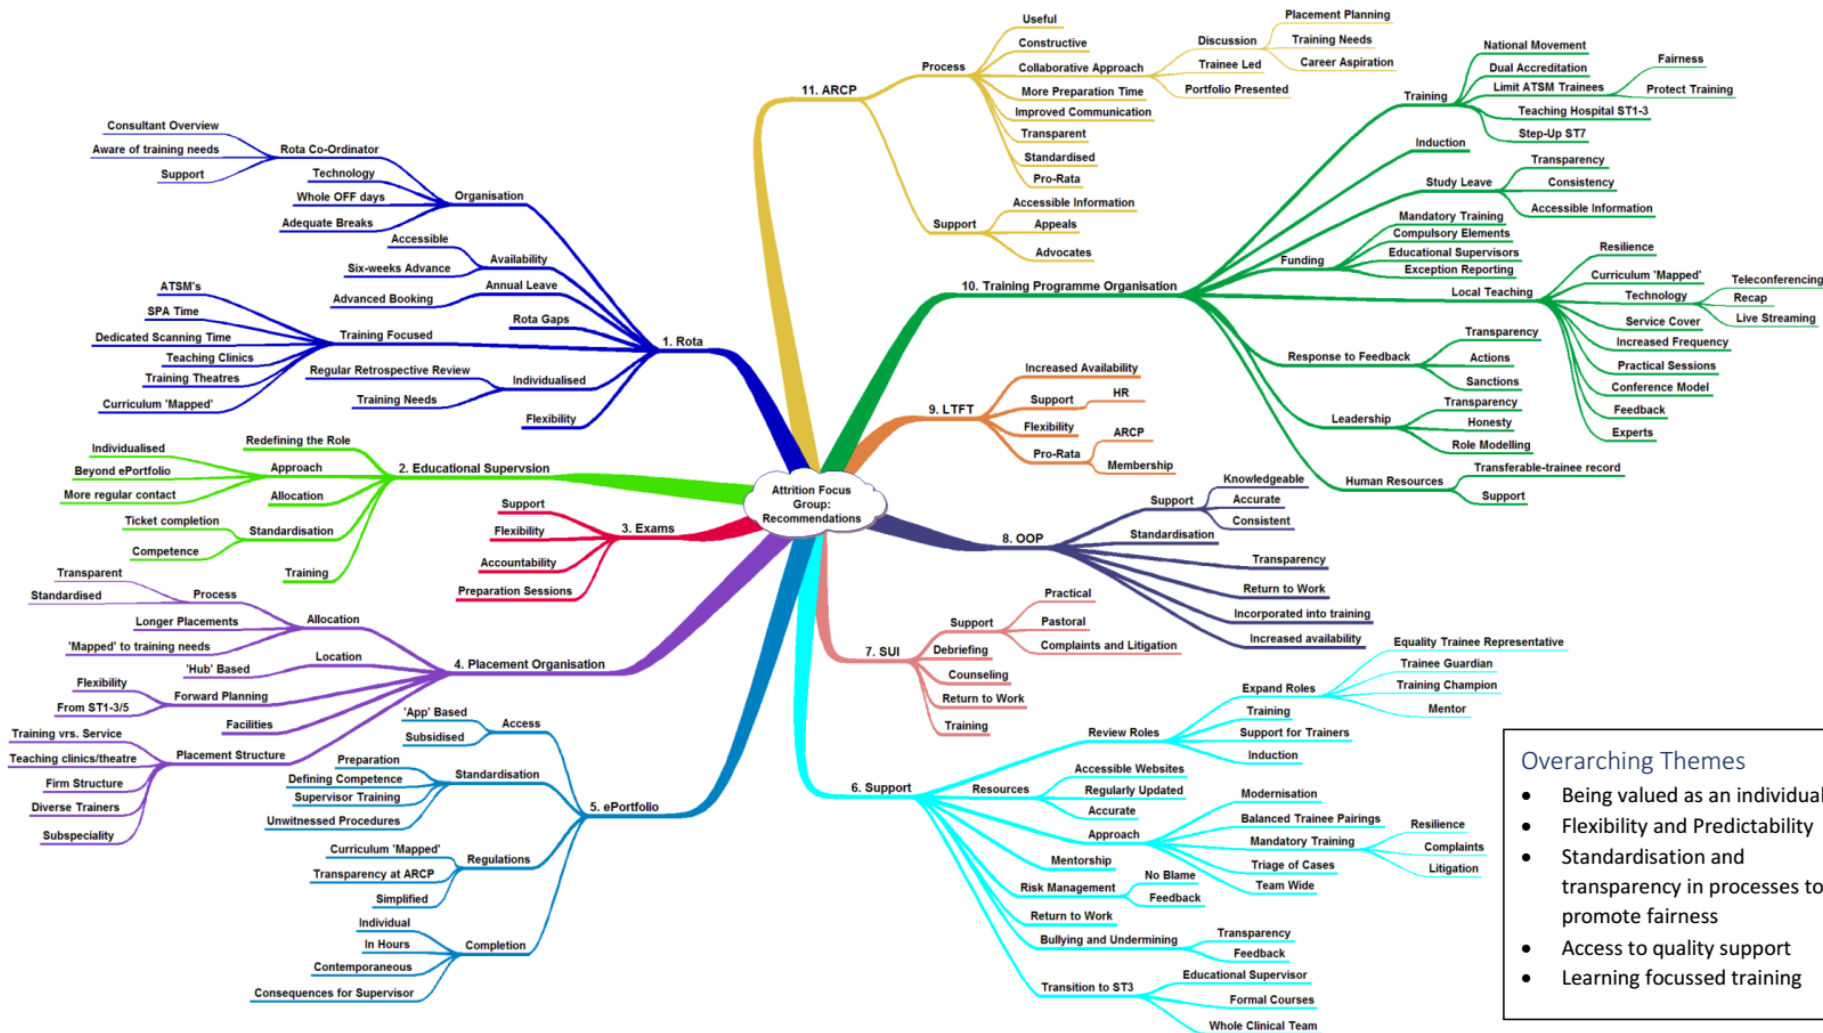 Attrition Focus
Group:
Recommendations
1. Rota
Organisation
Rota Co-Ordinator
Consultant Overview
Aware of training needs
Support
Technology
Whole OFF days
Adequate Breaks
Availability
Accessible
Six-weeks Advance
Annual Leave
Advanced Booking
Rota Gaps
Training Focused
ATSM's
SPA Time
Dedicated Scanning Time
Teaching Clinics
Training Theatres
Curriculum 'Mapped'
Individualised
Regular Retrospective Review
Training Needs
Flexibility
2. Educational Supervsion
Redefining the Role
Approach
Individualised
Beyond ePortfolio
More regular contact
Allocation
Standardisation
Ticket completion
Competence
Training
3. Exams
Support
Flexibility
Accountability
Preparation Sessions
4. Placement Organisation
Allocation
Process
Transparent
Standardised
Longer Placements
'Mapped' to training needs
Location
'Hub' Based
Forward Planning
Flexibility
From ST1-3/5
Facilities
Placement Structure
Training vrs. Service
Teaching clinics/theatre
Firm Structure
Diverse Trainers
Subspeciality
5. ePortfolio
Access
'App' Based
Subsidised
Standardisation
Preparation
Defining Competence
Supervisor Training
Unwitnessed Procedures
Regulations
Curriculum 'Mapped'
Transparency at ARCP
Simplified
Completion
Individual
In Hours
Contemporaneous
Consequences for Supervisor
6. Support
Review Roles
Expand Roles
Equality Trainee Representative
Trainee Guardian
Training Champion
Mentor
Training
Support for Trainers
Induction
Resources
Accessible Websites
Regularly Updated
Accurate
Approach
Modernisation
Balanced Trainee Pairings
Mandatory Training
Resilience
Complaints
Litigation
Triage of Cases
Team Wide
Mentorship
Risk Management
No Blame
Feedback
Return to Work
Bullying and Undermining
Transparency
Feedback
Transition to ST3
Educational Supervisor
Formal Courses
Whole Clinical Team
7. SUI
Support
Practical
Pastoral
Complaints and Litigation
Debriefing
Counseling
Return to Work
Training
8. OOP
Support
Knowledgeable
Accurate
Consistent
Standardisation
Transparency
Return to Work
Incorporated into training
Increased availability
9. LTFT
Increased Availability
Support
HR
Flexibility
Pro-Rata
ARCP
Membership
10. Training Programme Organisation
Training
National Movement
Dual Accreditation
Limit ATSM Trainees
Fairness
Protect Training
Teaching Hospital ST1-3
Step-Up ST7
Induction
Study Leave
Transparency
Consistency
Accessible Information
Funding
Mandatory Training
Compulsory Elements
Educational Supervisors
Exception Reporting
Local Teaching
Resilience
Curriculum 'Mapped'
Technology
Teleconferencing
Recap
Live Streaming
Service Cover
Increased Frequency
Practical Sessions
Conference Model
Feedback
Experts
Response to Feedback
Transparency
Actions
Sanctions
Leadership
Transparency
Honesty
Role Modelling
Human Resources
Transferable-trainee record
Support
11. ARCP
Process
Useful
Constructive
Collaborative Approach
Discussion
Placement Planning
Training Needs
Career Aspiration
Trainee Led
Portfolio Presented
More Preparation Time
Improved Communication
Transparent
Standardised
Pro-Rata
Support
Accessible Information
Appeals
Advocates
Overarching Themes
• Being valued as an individual
• Flexibility and Predictability
• Standardisation and
transparency in processes to
promote fairness
• Access to quality support
• Learning focussed training